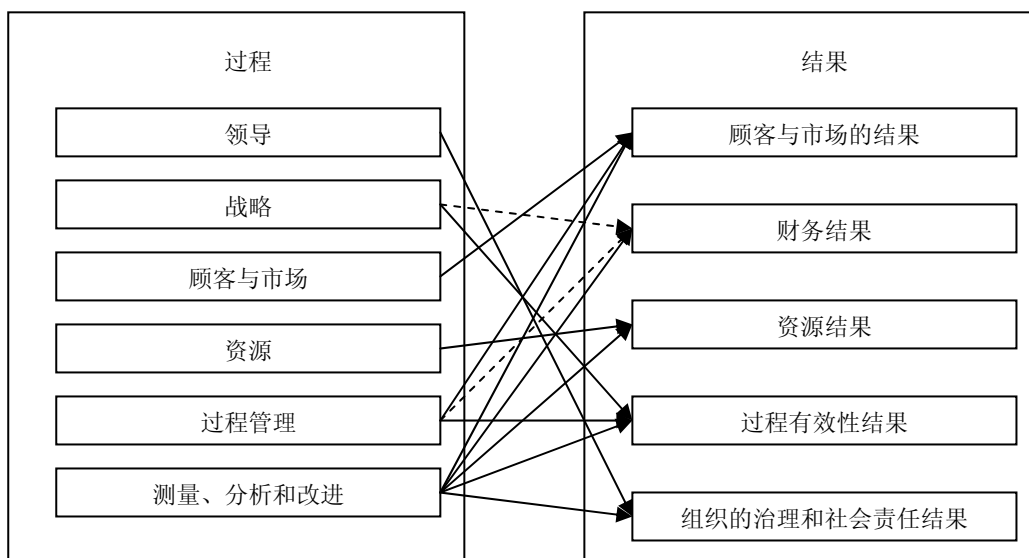 过程
领导
战略
顾客与市场
资源
过程管理
测量、分析和改进
结果
顾客与市场的结果
财务结果
资源结果
过程有效性结果
组织的治理和社会责任结果